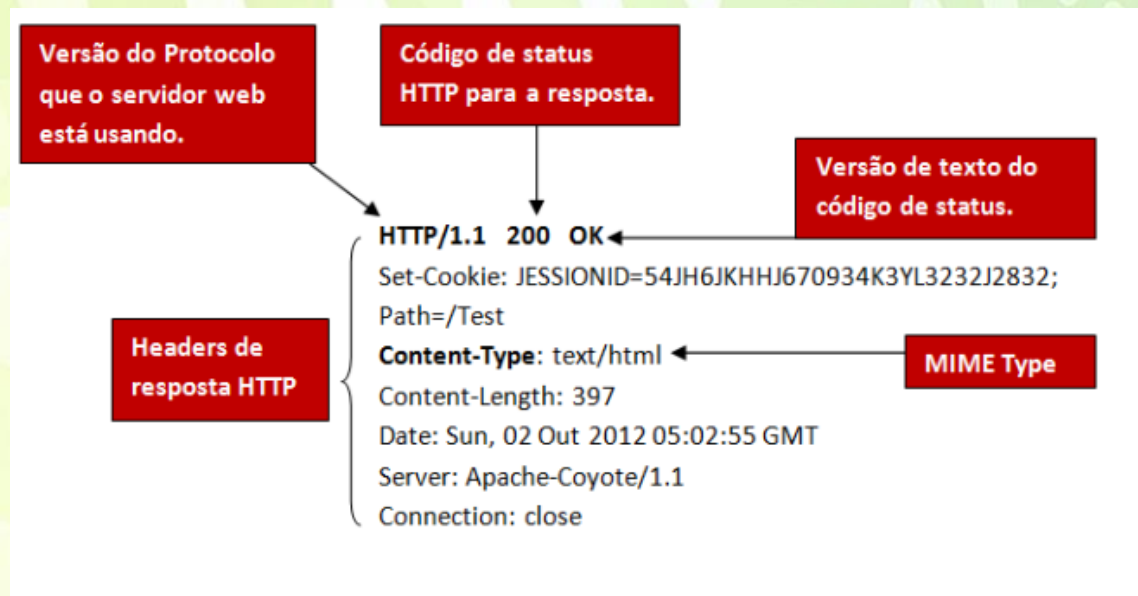 Versão do Protocolo
que o servidor web
está usando.
Código de status
HTTP para a resposta.
Versão de texto do
código de status.
HTTP/1.1 200 OK
Set-Cookie: JESSIONID=54JH6JKHHJ670934K3YL3232J2832;
Path=/Test
Headers de
resposta HTTP
Content-Type: text/html
MIME Type
Content-Length: 397
Date: Sun, 02 Out 2012 05:02:55 GMT
Server: Apache-Coyote/1.1
Connection: close